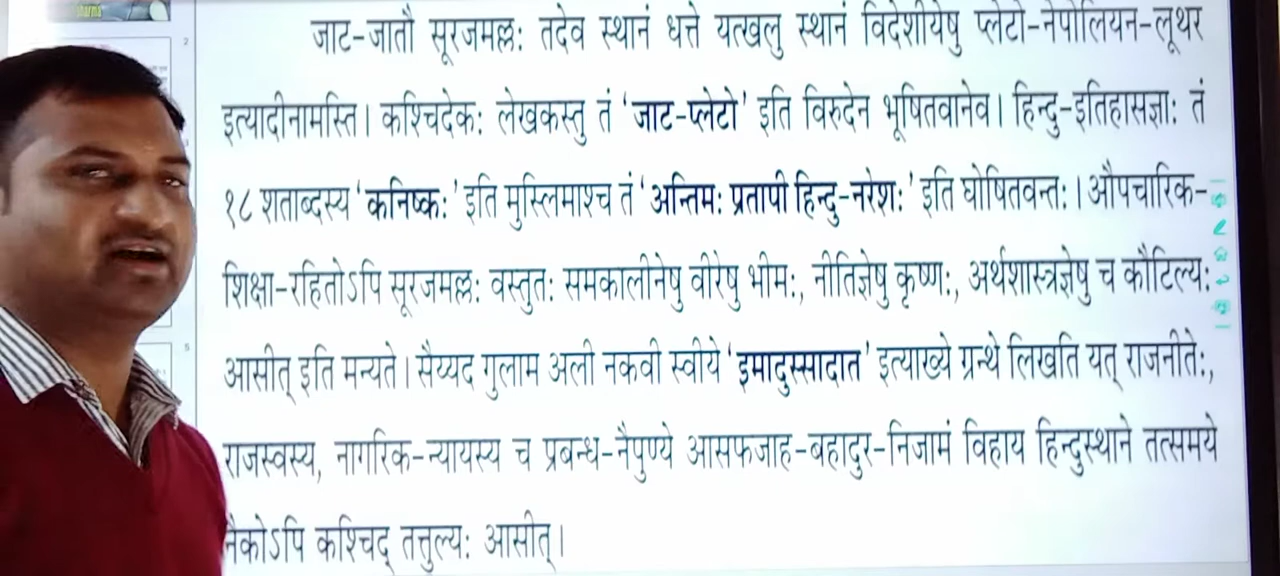 sharma
2
जाट-जातौ सूरजमल्लः तदेव स्थानं धत्ते यत्खलु स्थानं विदेशीयेषु प्लेटो-नेपोलियन-लूथर
इत्यादीनामस्ति। कश्चिदेकः लेखकस्तु तं 'जाट-प्लेटो' इति विरुदेन भूषितवानेव। हिन्दु-इतिहासज्ञाः तं
१८ शताब्दस्य 'कनिष्कः' इति मुस्लिमाश्च तं 'अन्तिमः प्रतापी हिन्दु-नरेशः' इति घोषितवन्तः। औपचारिक-
शिक्षा-रहितोऽपि सूरजमल्लः वस्तुतः समकालीनेषु वीरेषु भीमः, नीतिज्ञेषु कृष्णः, अर्थशास्त्रज्ञेषु च कौटिल्यः
5
आसीत् इति मन्यते। सैय्यद गुलाम अली नकवी स्वीये 'इमादुस्सादात' इत्याख्ये ग्रन्थे लिखति यत् राजनीतेः,
राजस्वस्य, नागरिक-न्यायस्य च प्रबन्ध-नैपुण्ये आसफजाह-बहादुर-निजामं विहाय हिन्दुस्थाने तत्समये
नैकोऽपि कश्चिद् तत्तुल्यः आसीत्।